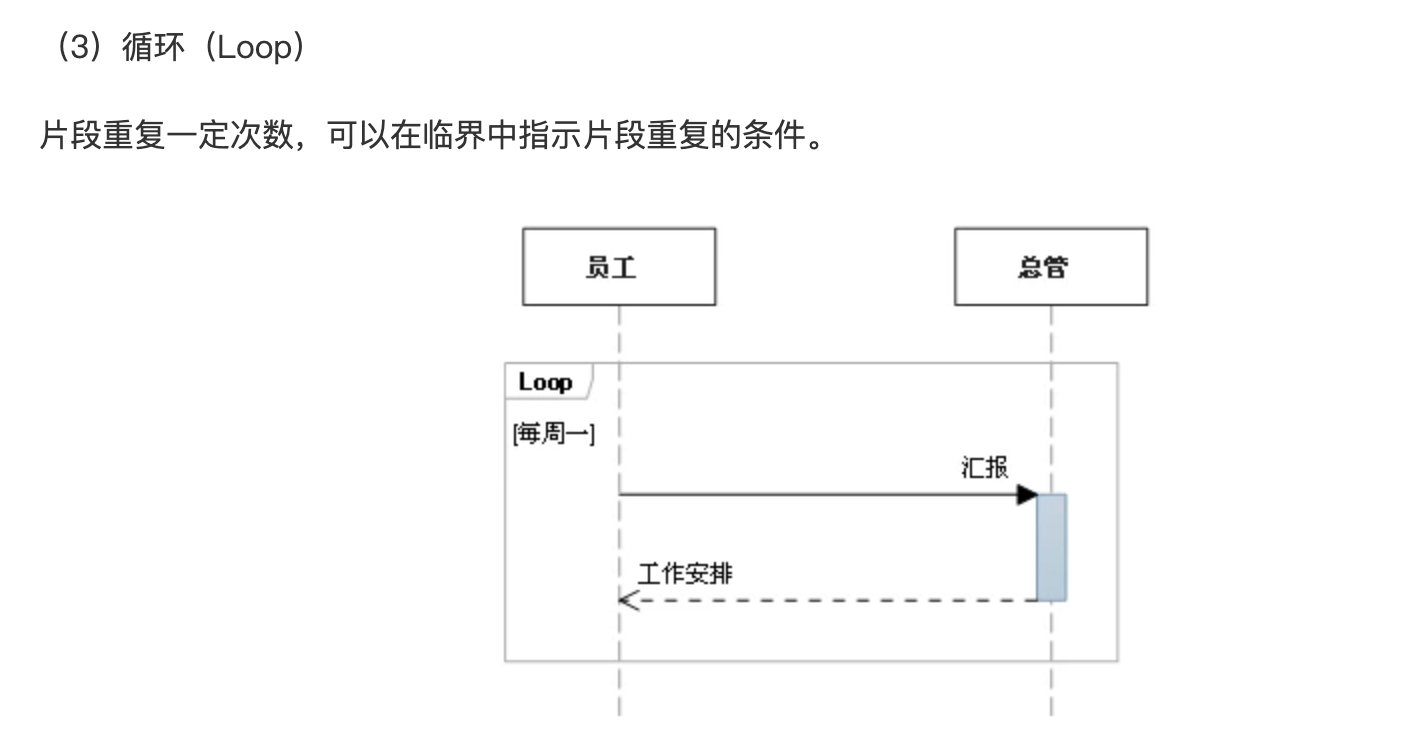 （3）循环（Loop）
片段重复一定次数，可以在临界中指示片段重复的条件。
员工
总管
Loop
[每周一]
汇报
工作安排